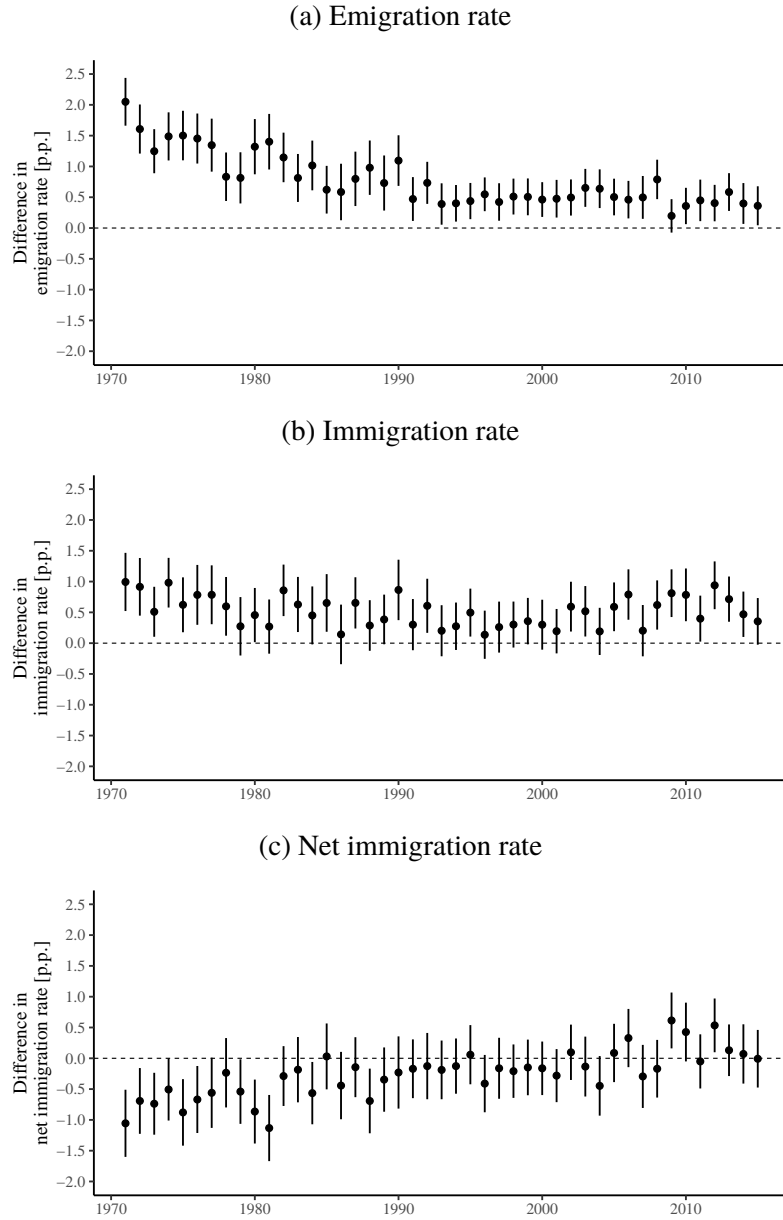 (a) Emigration rate
Difference in
emigration rate [p.p.]
2.5
2.0
1.5
1.0
0.5
0.0
−0.5
−1.0
−1.5
−2.0
1970 1980 1990 2000 2010
(b) Immigration rate
Difference in
immigration rate [p.p.]
2.5
2.0
1.5
1.0
0.5
0.0
−0.5
−1.0
−1.5
−2.0
1970 1980 1990 2000 2010
(c) Net immigration rate
Difference in
net immigration rate [p.p.]
2.5
2.0
1.5
1.0
0.5
0.0
−0.5
−1.0
−1.5
−2.0
1970 1980 1990 2000 2010